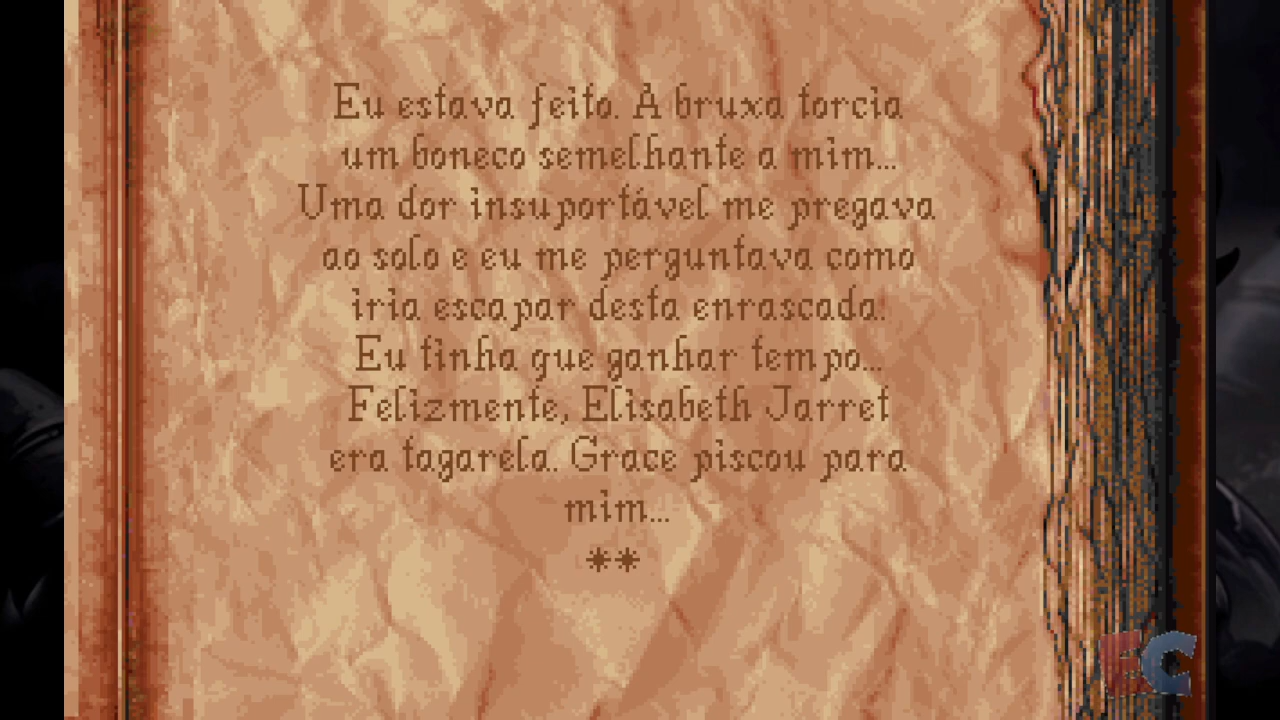 Eu estava feito. A bruxa torcia
um boneco semelhante a mim...
Uma dor insuportável me pregava
ao solo e eu me perguntava como
iria escapar desta enrascada!
Eu tinha que ganhar tempo...
Felizmente, Elisabeth Jarret
era tagarela. Grace piscou para
mim...
**
EC